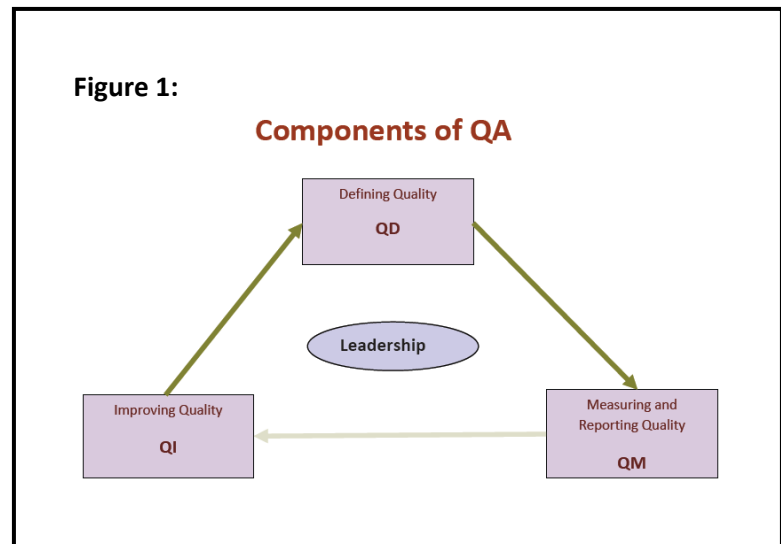 Figure 1:
Components of QA
Defining Quality
QD
Leadership
Improving Quality
QI
Measuring and
Reporting Quality
QM